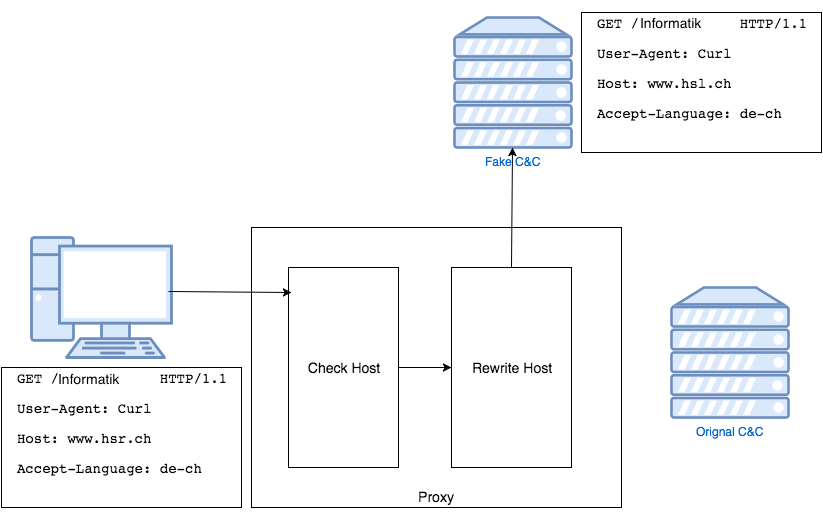 GET /Informatik HTTP/1.1
User-Agent: Curl
Host: www.hsl.ch
Accept-Language: de-ch
Fake C&C
Check Host
Rewrite Host
Proxy
GET /Informatik HTTP/1.1
User-Agent: Curl
Host: www.hsr.ch
Accept-Language: de-ch
Orignal C&C